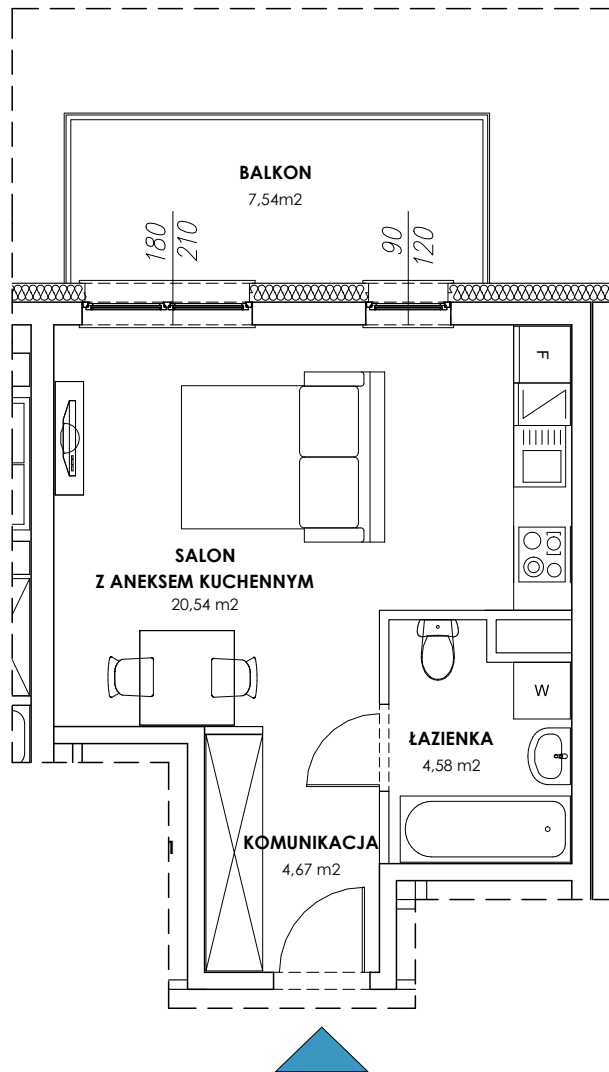 BALKON
7,54m2
180
210
90
120
F
SALON
Z ANEKSEM KUCHENNYM
20,54 m2
W
ŁAZIENKA
4,58 m2
KOMUNIKACJA
4,67 m2